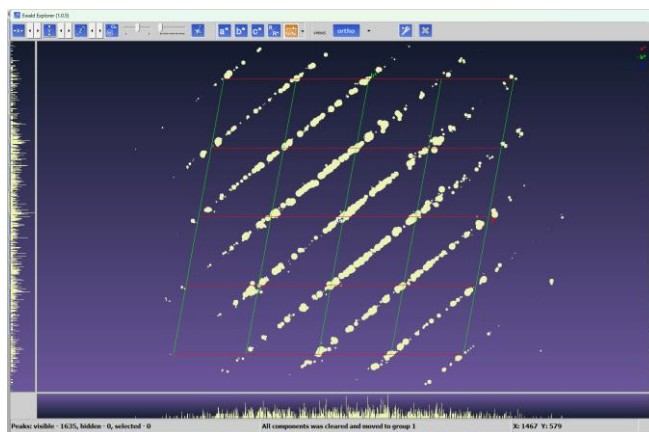 Ewald Explorer (1.0.5)
a* b* c* views ortho
Peaks: visible - 1635, hidden - 0, selected - 0 All components was cleared and moved to group 1 X: 1467 Y: 579